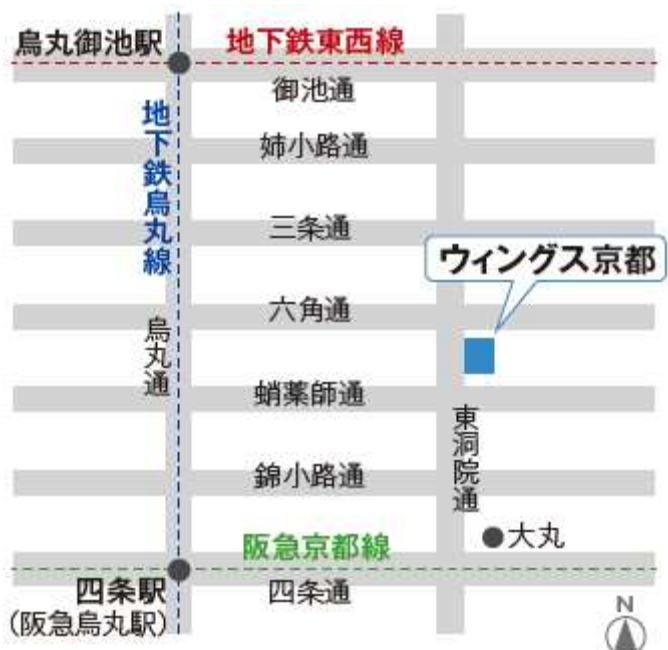 烏丸御池駅
地下鉄東西線
御池通
地下鉄烏丸線
姉小路通
三条通
ウィングス京都
六角通
烏丸通
蛸薬師通
東洞院通
錦小路通
大丸
阪急京都線
四条駅
四条通
(阪急烏丸駅)
N